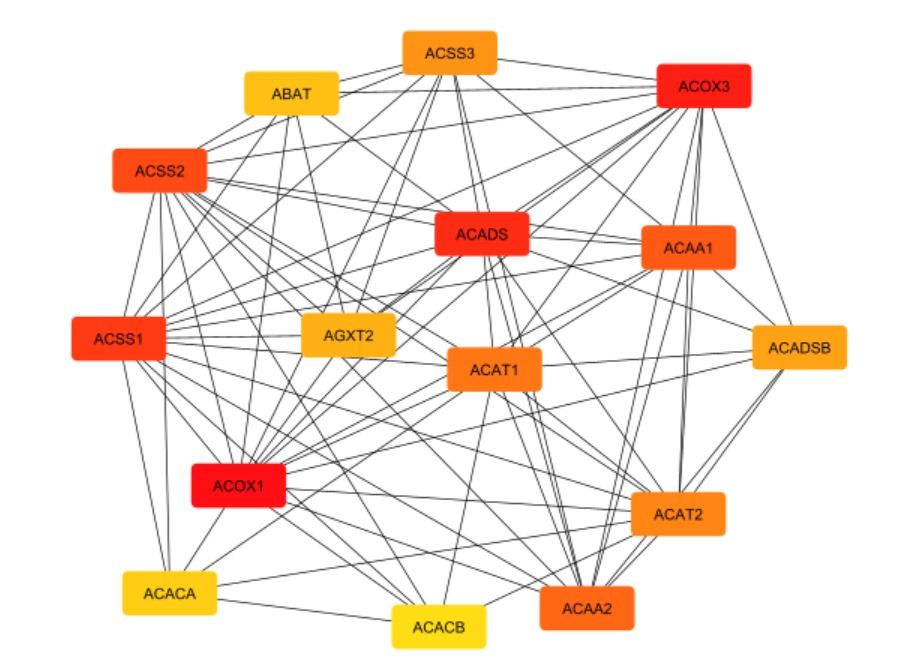 ACSS3
ABAT
ACOX3
ACSS2
ACADS
ACAA1
ACSS1
AGXT2
ACADSB
ACAT1
ACOX1
ACAT2
ACACA
ACAA2
ACACB